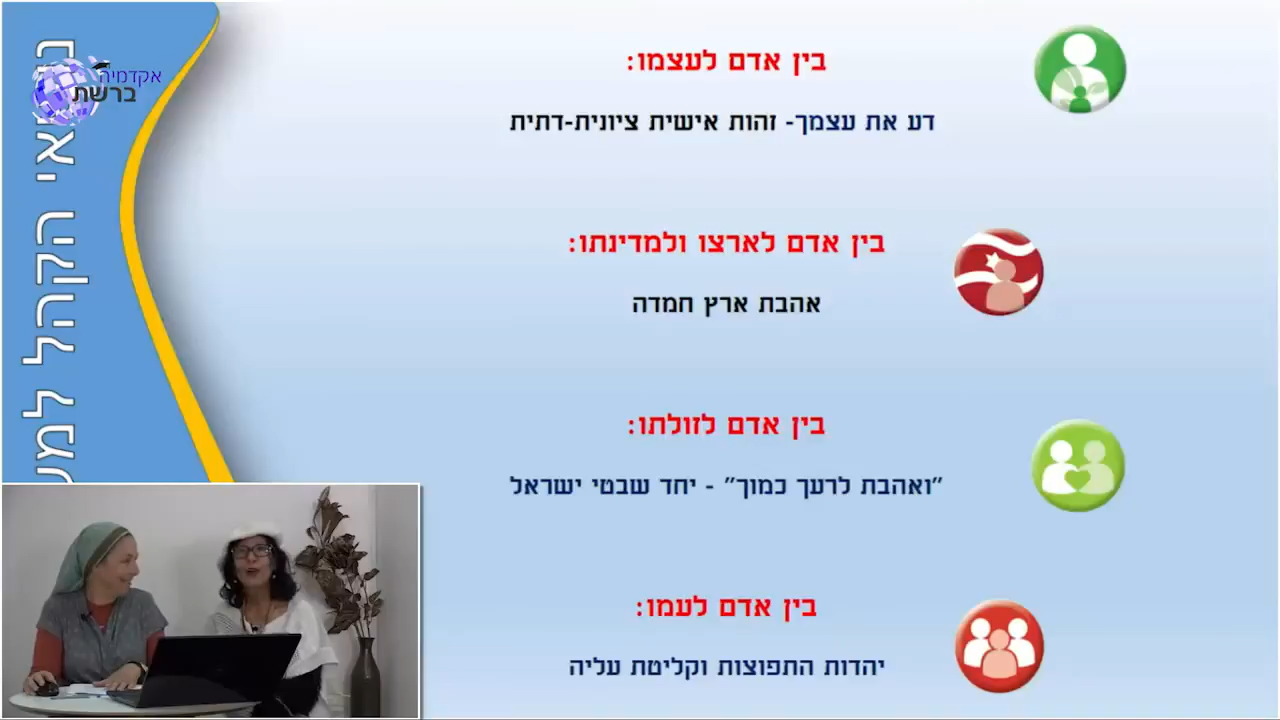 בין אדם לעצמו:
דע את עצמך- זהות אישית ציונית-דתית
בין אדם לארצו ולמדינתו:
אהבת ארץ חמדה
בין אדם לזולתו:
"ואהבת לרעך כמוך" - יחד שבטי ישראל
בין אדם לעמו:
יהדות התפוצות וקליטת עליה
אקדמיה
ברשת
הקהל